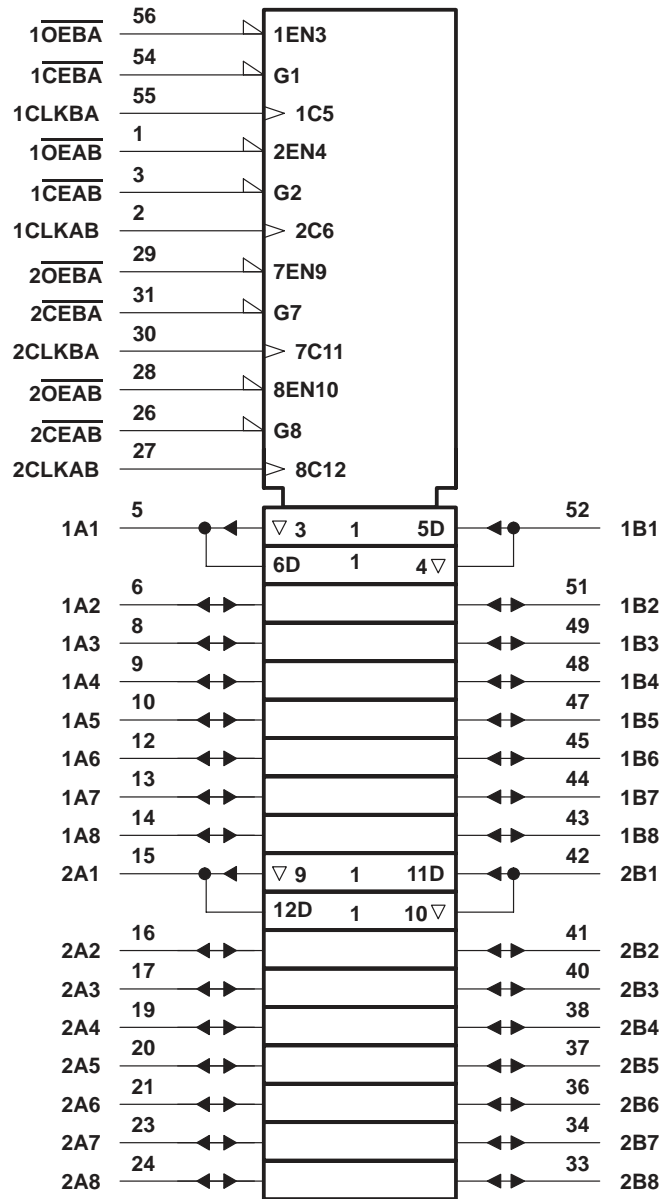 1OEBA 56 1EN3
1CEBA 54 G1
1CLKBA 55 1C5
1OEAB 1 2EN4
1CEAB 3 G2
1CLKAB 2 2C6
2OEBA 29 7EN9
2CEBA 31 G7
2CLKBA 30 7C11
2OEAB 28 8EN10
2CEAB 26 G8
2CLKAB 27 8C12
1A1 5 ▽ 3 1 5D 52 1B1
6D 1 4 ▽
1A2 6 51 1B2
1A3 8 49 1B3
1A4 9 48 1B4
1A5 10 47 1B5
1A6 12 45 1B6
1A7 13 44 1B7
1A8 14 43 1B8
2A1 15 ▽ 9 1 11D 42 2B1
12D 1 10 ▽
2A2 16 41 2B2
2A3 17 40 2B3
2A4 19 38 2B4
2A5 20 37 2B5
2A6 21 36 2B6
2A7 23 34 2B7
2A8 24 33 2B8